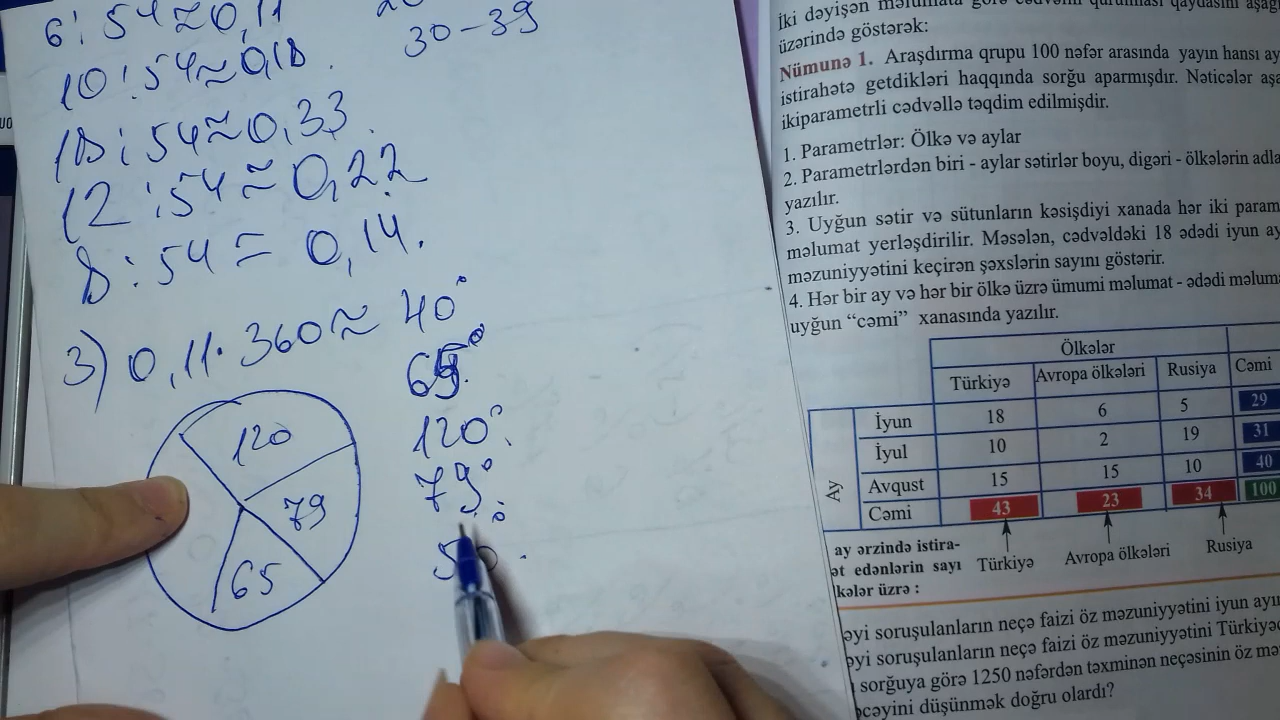 6 : 54 ≈ 0,11
10 : 54 ≈ 0,18.
18 : 54 ≈ 0,33.
12 : 54 ≈ 0,22
8 : 54 = 0,14.
30-39
3) 0,11 · 360 ≈ 40°
65°
120°.
79°
120
79
65
İki dəyişən məlumata görə cədvəlin qurulması qaydasını
üzərində göstərək:
Nümunə 1. Araşdırma qrupu 100 nəfər arasında yayın hansı ay
istirahətə getdikləri haqqında sorğu aparmışdır. Nəticələr
ikiparametrli cədvəllə təqdim edilmişdir.
1. Parametrlər: Ölkə və aylar
2. Parametrlərdən biri - aylar sətirlər boyu, digəri - ölkələrin
yazılır.
3. Uyğun sətir və sütunların kəsişdiyi xanada hər iki
məlumat yerləşdirilir. Məsələn, cədvəldəki 18 ədədi iyun
məzuniyyətini keçirən şəxslərin sayını göstərir.
4. Hər bir ay və hər bir ölkə üzrə ümumi məlumat - ədədi
uyğun “cəmi” xanasında yazılır.
Ölkələr
Türkiyə Avropa ölkələri Rusiya Cəmi
Ay
İyun 18 6 5 29
İyul 10 2 19 31
Avqust 15 15 10 40
Cəmi 43 23 34 100
ay ərzində istira-
ət edənlərin sayı
kələr üzrə :
Türkiyə Avropa ölkələri Rusiya
əyi soruşulanların neçə faizi öz məzuniyyətini iyun
əyi soruşulanların neçə faizi öz məzuniyyətini
sorğuya görə 1250 nəfərdən təxminən neçəsinin öz
əcəyini düşünmək doğru olardı?